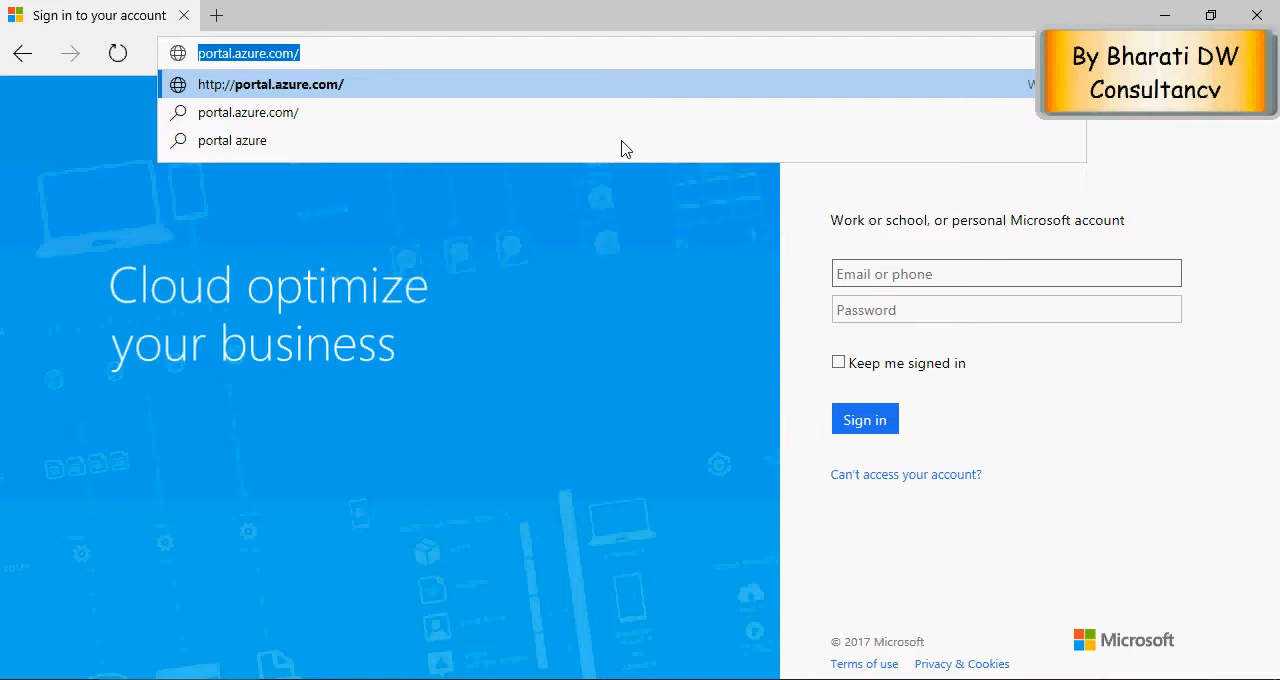 Sign in to your account
portal.azure.com/
http://portal.azure.com/
portal.azure.com/
portal azure
By Bharati DW
Consultancy
Cloud optimize
your business
Work or school, or personal Microsoft account
Email or phone
Password
Keep me signed in
Sign in
Can't access your account?
© 2017 Microsoft
Microsoft
Terms of use
Privacy & Cookies